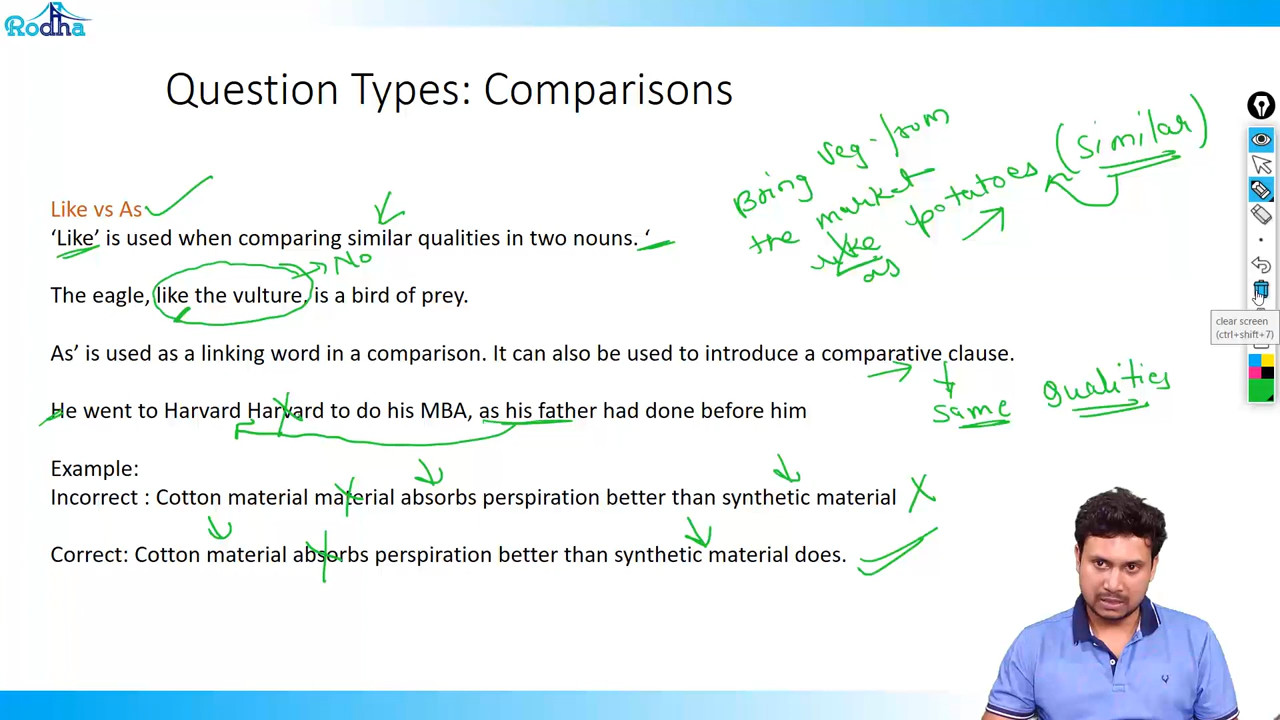 Rodha
Question Types: Comparisons
Bring veg. from
the market
like potatoes (similar)
as
Like vs As
‘Like’ is used when comparing similar qualities in two nouns. ‘
No
The eagle, like the vulture, is a bird of prey.
clear screen
(ctrl+shift+7)
As’ is used as a linking word in a comparison. It can also be used to introduce a comparative clause.
same qualities
He went to Harvard Harvard to do his MBA, as his father had done before him
Example:
Incorrect : Cotton material material absorbs perspiration better than synthetic material
Correct: Cotton material absorbs perspiration better than synthetic material does.